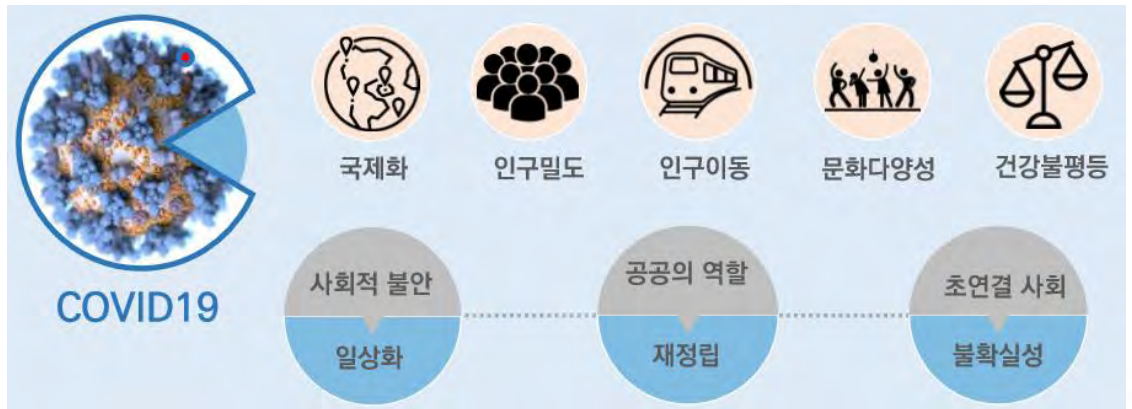 국제화
인구밀도
인구이동
문화다양성
건강불평등
COVID19
사회적 불안
일상화
공공의 역할
재정립
초연결 사회
불확실성